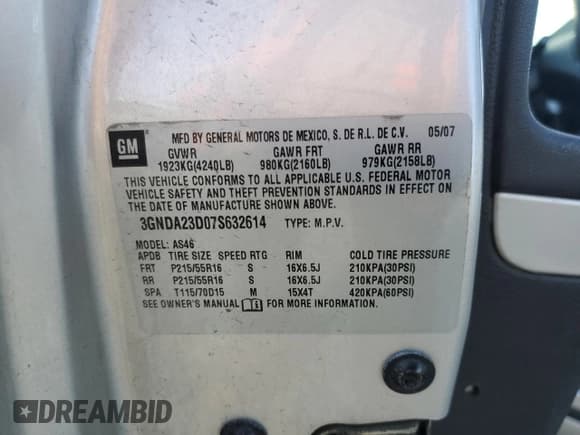 GM
MFD BY GENERAL MOTORS DE MEXICO, S. DE R.L. DE C.V. 05/07
GVWR GAWR FRT GAWR RR
1923KG(4240LB) 980KG(2160LB) 979KG(2158LB)
THIS VEHICLE CONFORMS TO ALL APPLICABLE U.S. FEDERAL MOTOR
VEHICLE SAFETY AND THEFT PREVENTION STANDARDS IN EFFECT ON
THE DATE OF MANUFACTURE SHOWN ABOVE.
3GNDA23D07S632614 TYPE: M.P.V.
MODEL: AS46
APDB TIRE SIZE SPEED RTG RIM COLD TIRE PRESSURE
FRT P215/55R16 S 16X6.5J 210KPA(30PSI)
RR P215/55R16 S 16X6.5J 210KPA(30PSI)
SPA T115/70D15 M 15X4T 420KPA(60PSI)
SEE OWNER'S MANUAL FOR MORE INFORMATION.
DREAMBID